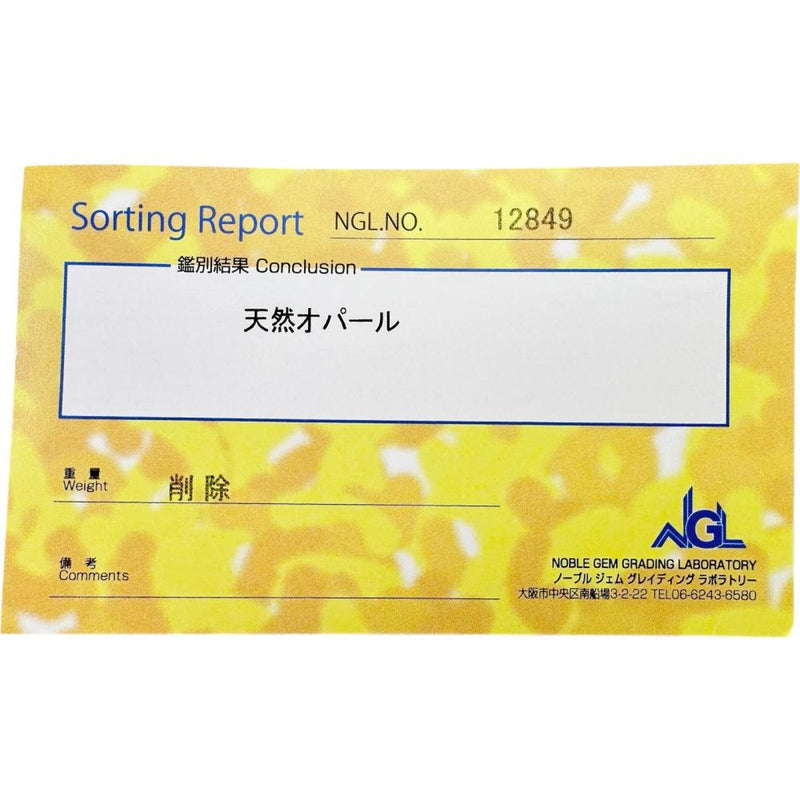 Sorting Report NGL.NO. 12849
鑑別結果 Conclusion
天然オパール
重量
Weight 削除
NGL
備考
Comments
NOBLE GEM GRADING LABORATORY
ノーブル ジェム グレイディング ラボラトリー
大阪市中央区南船場3-2-22 TEL06-6243-6580